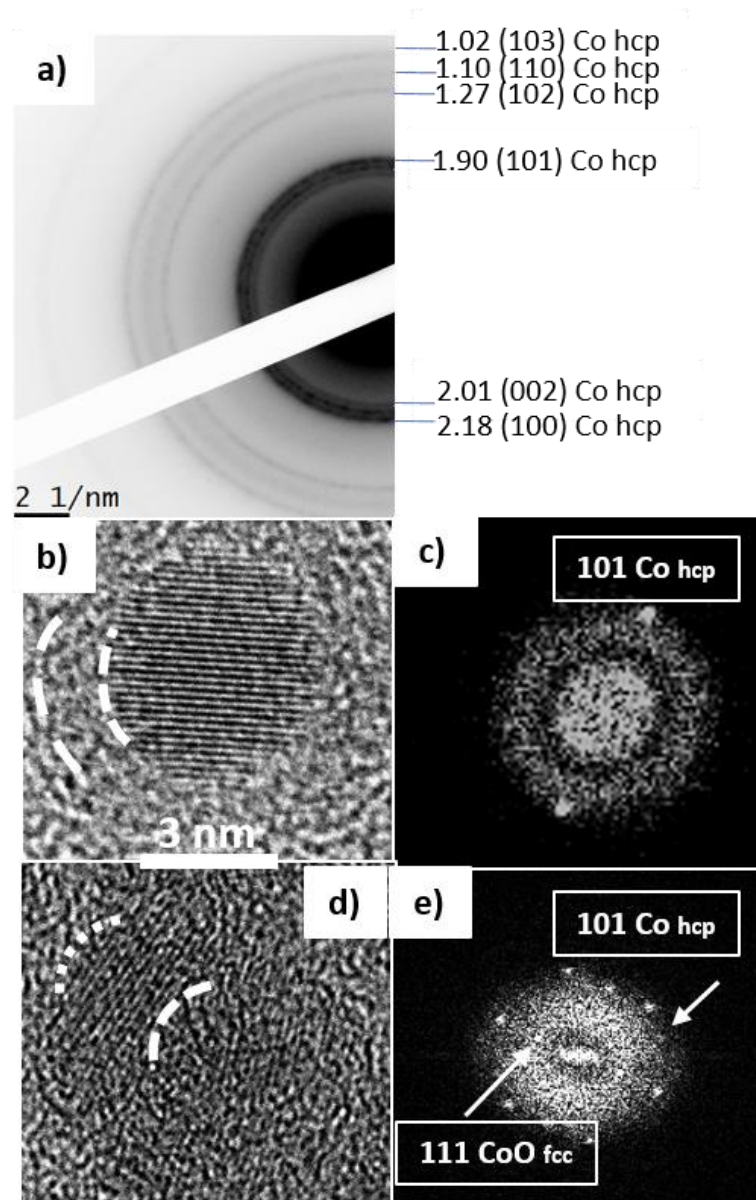 a)
1.02 (103) Co hcp
1.10 (110) Co hcp
1.27 (102) Co hcp
1.90 (101) Co hcp
2.01 (002) Co hcp
2.18 (100) Co hcp
2 1/nm
b)
c)
101 Co hcp
3 nm
d)
e)
101 Co hcp
111 CoO fcc